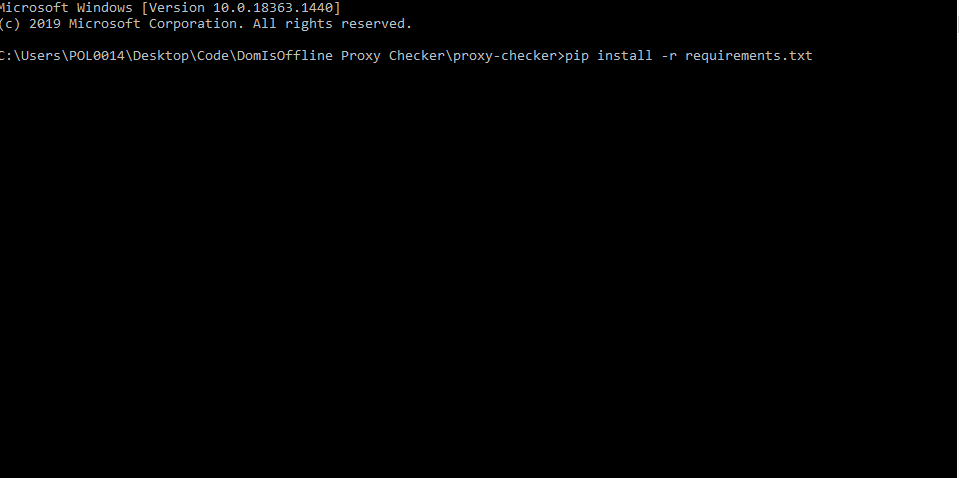 Microsoft Windows [Version 10.0.18363.1440]
(c) 2019 Microsoft Corporation. All rights reserved.
C:\Users\POL0014\Desktop\Code\DomIsOffline Proxy Checker\proxy-checker>pip install -r requirements.txt